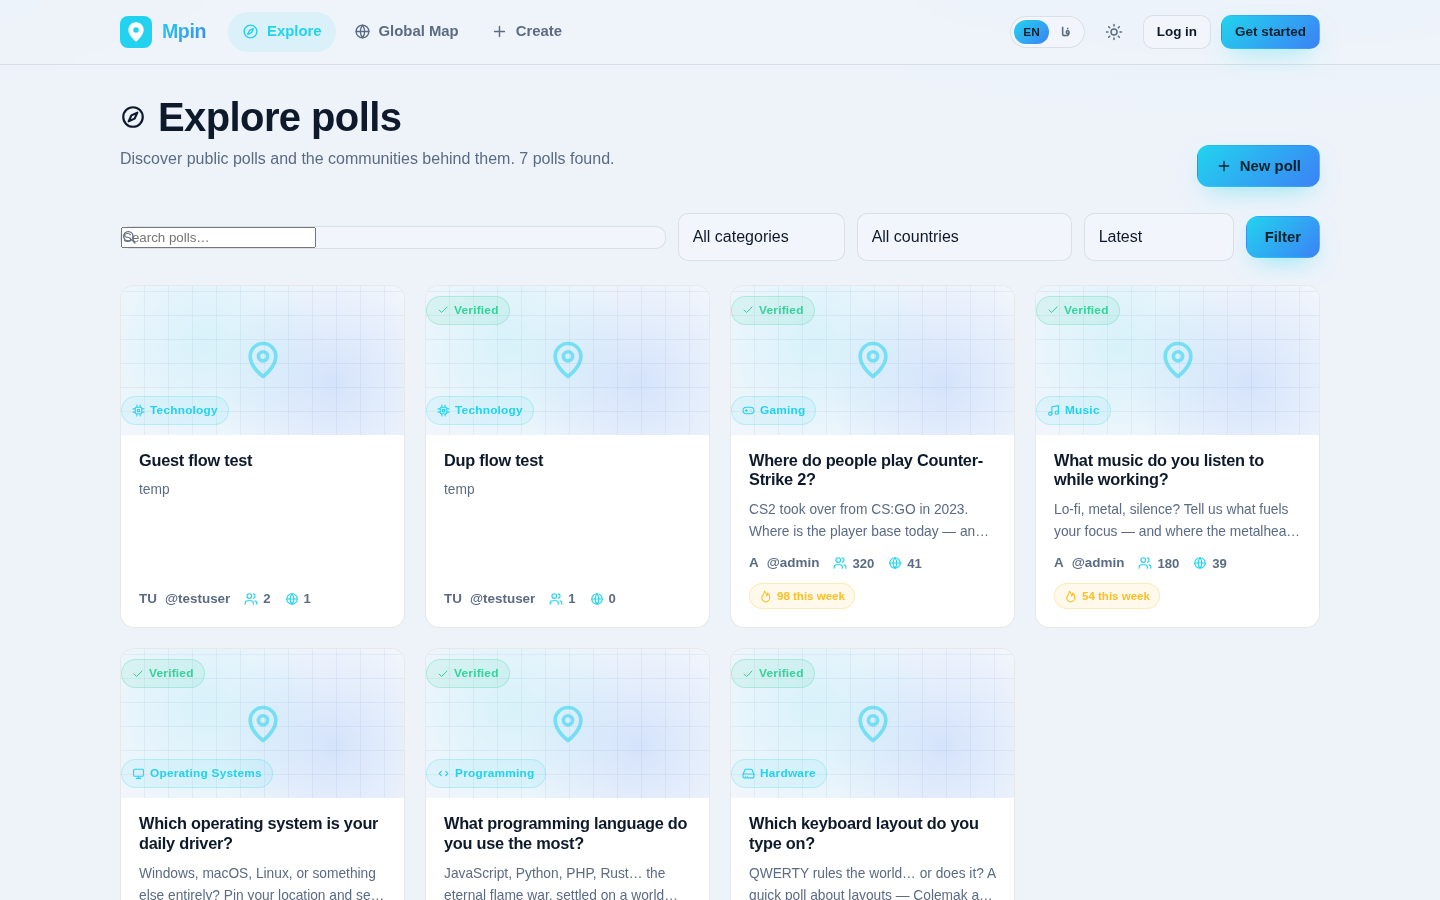 Mpin
Explore
Global Map
Create
EN
فا
Log in
Get started
Explore polls
Discover public polls and the communities behind them. 7 polls found.
New poll
Search polls…
All categories
All countries
Latest
Filter
Technology
Guest flow test
temp
TU @testuser 2 1
Verified
Technology
Dup flow test
temp
TU @testuser 1 0
Verified
Gaming
Where do people play Counter-
Strike 2?
CS2 took over from CS:GO in 2023.
Where is the player base today — an…
A @admin 320 41
98 this week
Verified
Music
What music do you listen to
while working?
Lo-fi, metal, silence? Tell us what fuels
your focus — and where the metalhea…
A @admin 180 39
54 this week
Verified
Operating Systems
Which operating system is your
daily driver?
Windows, macOS, Linux, or something
else entirely? Pin your location and se…
Verified
Programming
What programming language do
you use the most?
JavaScript, Python, PHP, Rust… the
eternal flame war, settled on a world…
Verified
Hardware
Which keyboard layout do you
type on?
QWERTY rules the world… or does it? A
quick poll about layouts — Colemak a…